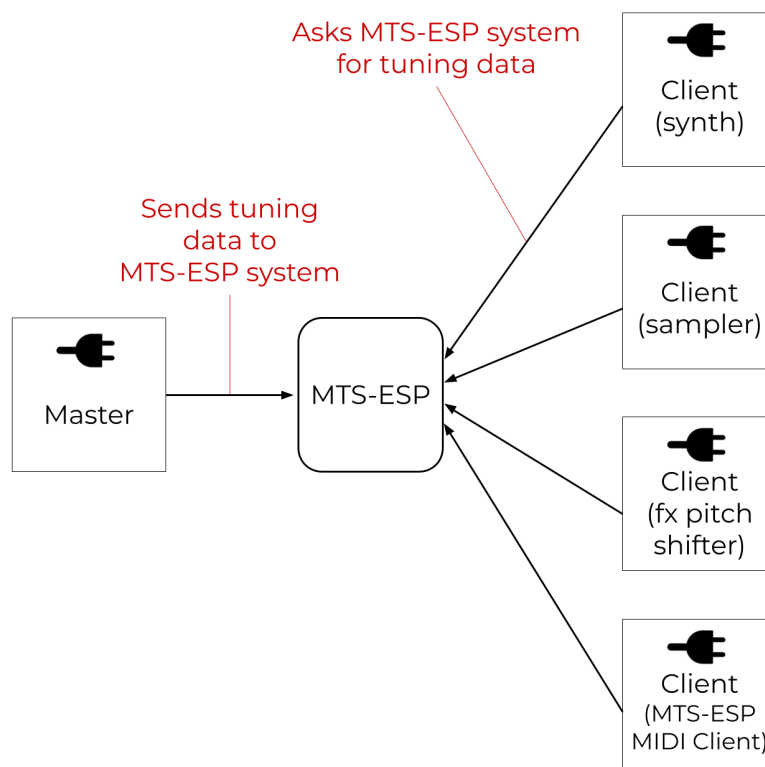 Asks MTS-ESP system
for tuning data
Client
(synth)
Sends tuning
data to
MTS-ESP system
Client
(sampler)
Master
MTS-ESP
Client
(fx pitch
shifter)
Client
(MTS-ESP
MIDI Client)